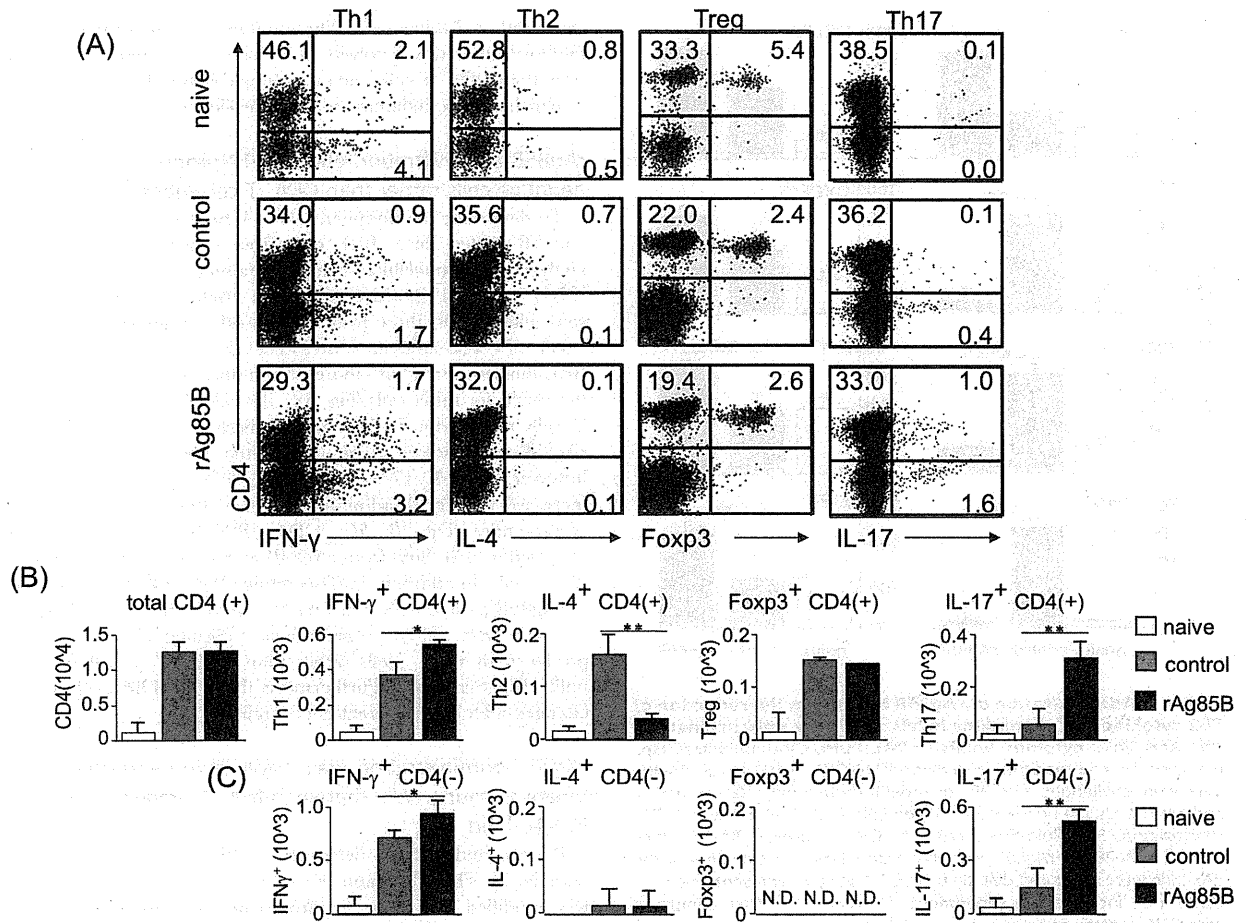 (A)
Th1 Th2 Treg Th17
naive
46.1 2.1 52.8 0.8 33.3 5.4 38.5 0.1
4.1 0.5 0.0
control
34.0 0.9 35.6 0.7 22.0 2.4 36.2 0.1
1.7 0.1 0.4
rAg85B
29.3 1.7 32.0 0.1 19.4 2.6 33.0 1.0
3.2 0.1 1.6
CD4
IFN-γ IL-4 Foxp3 IL-17
(B)
total CD4 (+) IFN-γ+ CD4(+) IL-4+ CD4(+) Foxp3+ CD4(+) IL-17+ CD4(+)
CD4(10^4)
1.5
1.0
0.5
0
Th1 (10^3)
0.6
0.4
0.2
0
*
Th2 (10^3)
0.2
0.1
0
**
Treg (10^3)
0.2
0.1
0
Th17 (10^3)
0.4
0.2
0
**
naive
control
rAg85B
(C)
IFN-γ+ CD4(-) IL-4+ CD4(-) Foxp3+ CD4(-) IL-17+ CD4(-)
IFNγ+ (10^3)
1.0
0.5
0
*
IL-4+ (10^3)
0.2
0.1
0
Foxp3+ (10^3)
0.2
0.1
0
N.D. N.D. N.D.
IL-17+ (10^3)
0.6
0.3
0
**
naive
control
rAg85B